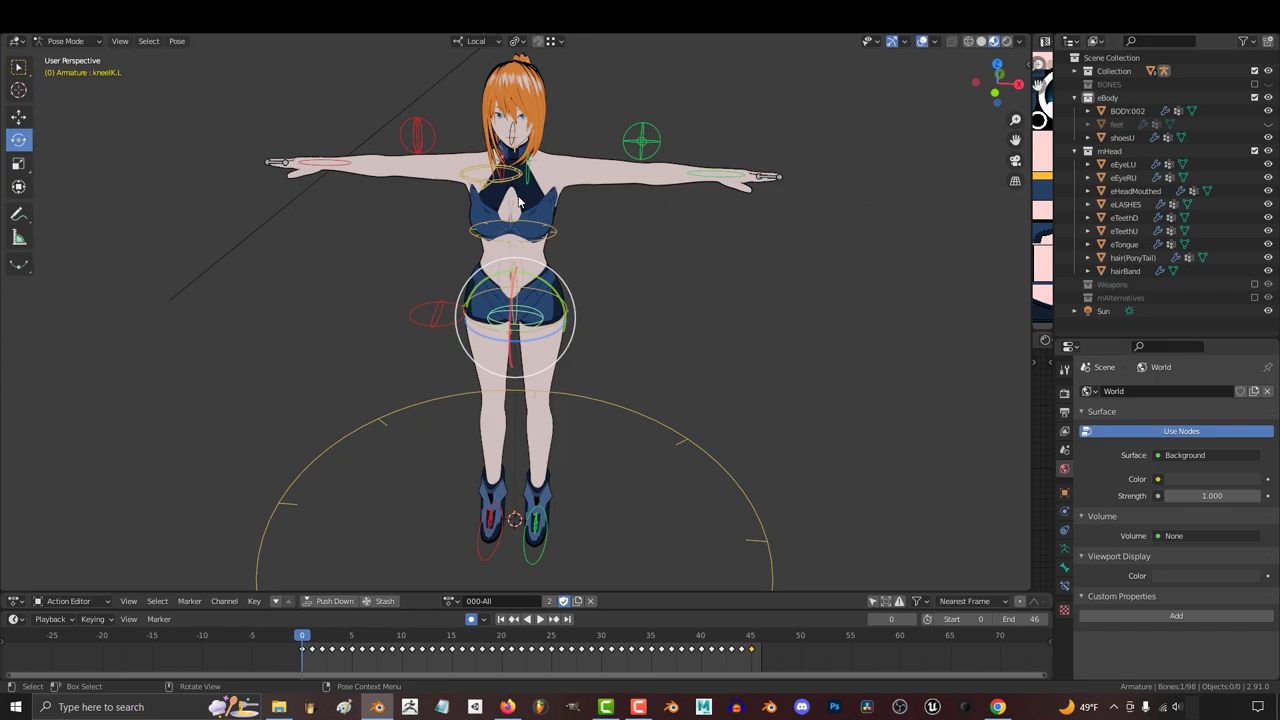 Pose Mode View Select Pose Local
User Perspective
(0) Armature : kneeIK.L
Scene Collection
Collection
BONES
eBody
BODY.002
feet
shoesU
mHead
eEyeLU
eEyeRU
eHeadMouthed
eLASHES
eTeethD
eTeethU
eTongue
hair(PonyTail)
hairBand
Weapons
mAlternatives
Sun
Scene World
World
Surface
Use Nodes
Surface Background
Color
Strength 1.000
Volume
Volume None
Viewport Display
Color
Custom Properties
Add
Action Editor View Select Marker Channel Key Push Down Stash 000-All 2 Nearest Frame
Playback Keying View Marker 0 Start 0 End 46
-25 -20 -15 -10 -5 0 5 10 15 20 25 30 35 40 45 50 55 60 65 70
Select Box Select Rotate View Pose Context Menu Armature | Bones:1/98 | Objects:0/0 | 2.91.0
Type here to search 49°F